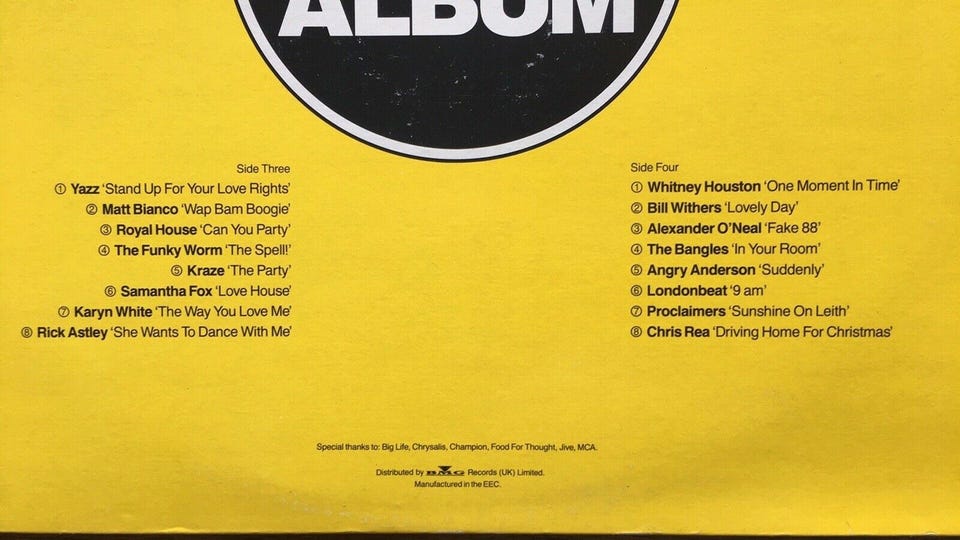 ALBUM
Side Three
① Yazz ‘Stand Up For Your Love Rights’
② Matt Bianco ‘Wap Bam Boogie’
③ Royal House ‘Can You Party’
④ The Funky Worm ‘The Spell!’
⑤ Kraze ‘The Party’
⑥ Samantha Fox ‘Love House’
⑦ Karyn White ‘The Way You Love Me’
⑧ Rick Astley ‘She Wants To Dance With Me’
Side Four
① Whitney Houston ‘One Moment In Time’
② Bill Withers ‘Lovely Day’
③ Alexander O’Neal ‘Fake 88’
④ The Bangles ‘In Your Room’
⑤ Angry Anderson ‘Suddenly’
⑥ Londonbeat ‘9 am’
⑦ Proclaimers ‘Sunshine On Leith’
⑧ Chris Rea ‘Driving Home For Christmas’
Special thanks to: Big Life, Chrysalis, Champion, Food For Thought, Jive, MCA.
Distributed by BMG Records (UK) Limited.
Manufactured in the EEC.